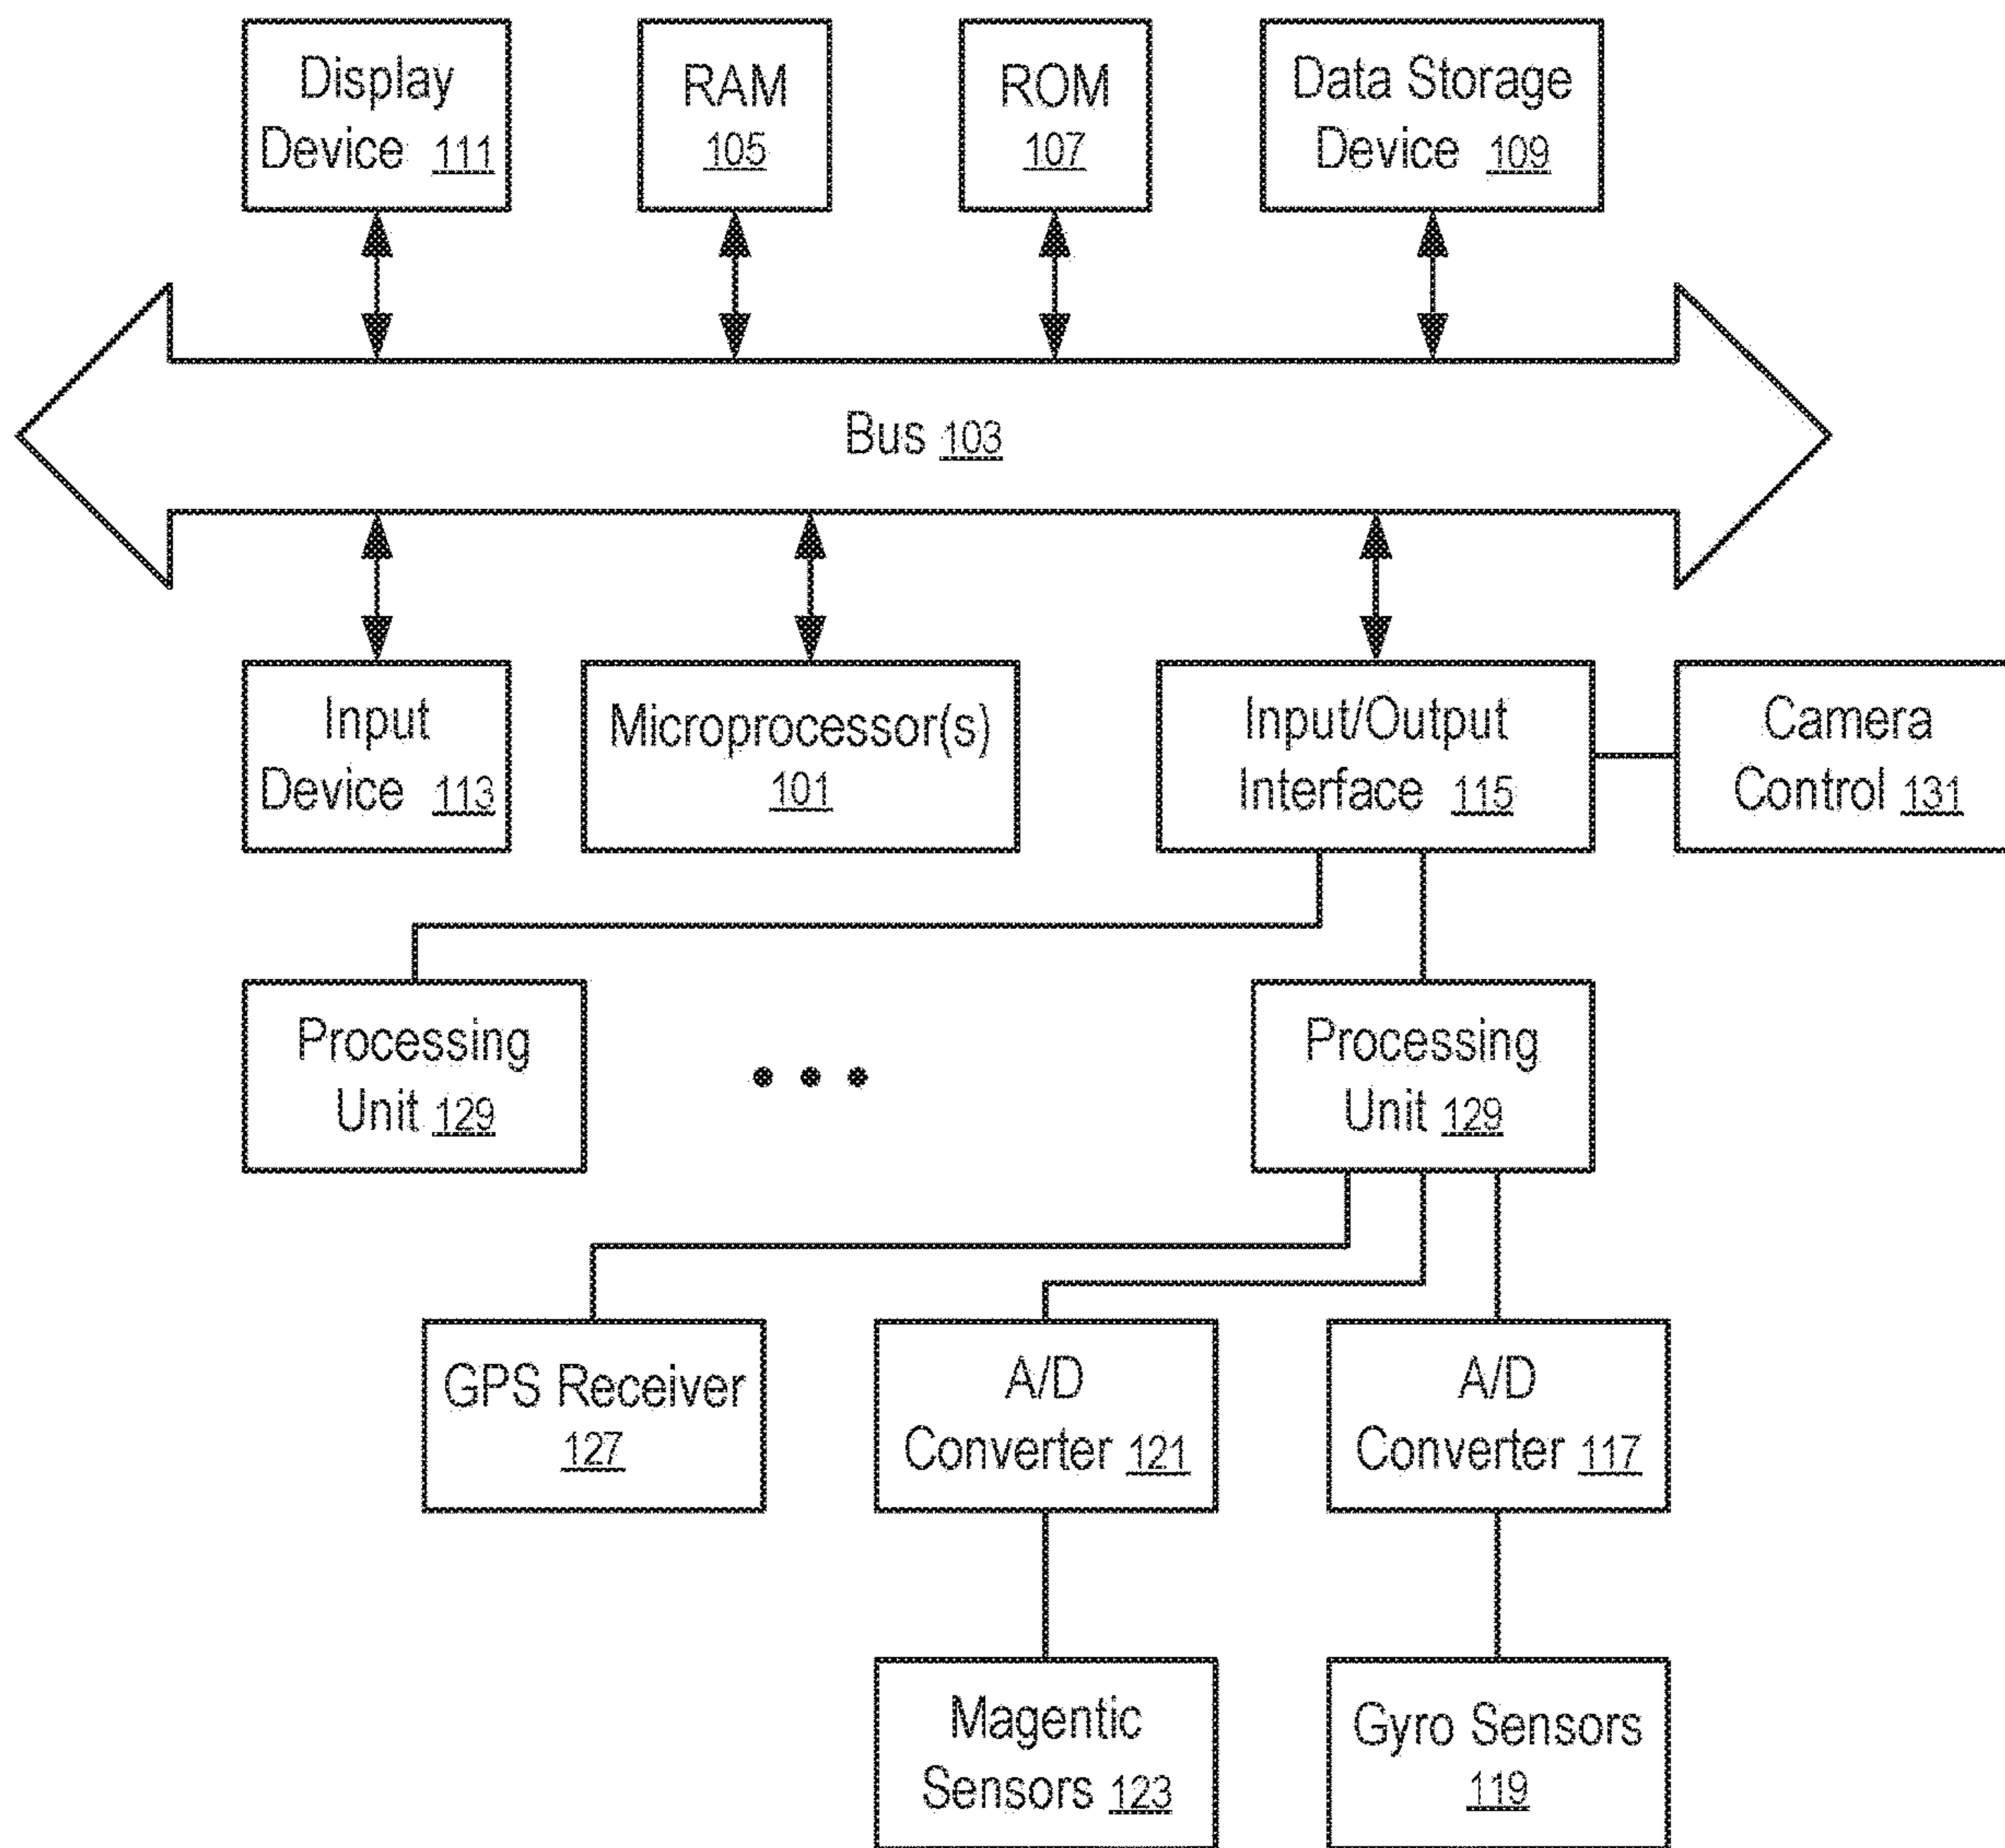 Display
Device 111
RAM
105
ROM
107
Data Storage
Device 109
Bus 103
Input
Device 113
Microprocessor(s)
101
Input/Output
Interface 115
Camera
Control 131
Processing
Unit 129
Processing
Unit 129
GPS Receiver
127
A/D
Converter 121
A/D
Converter 117
Magentic
Sensors 123
Gyro Sensors
119